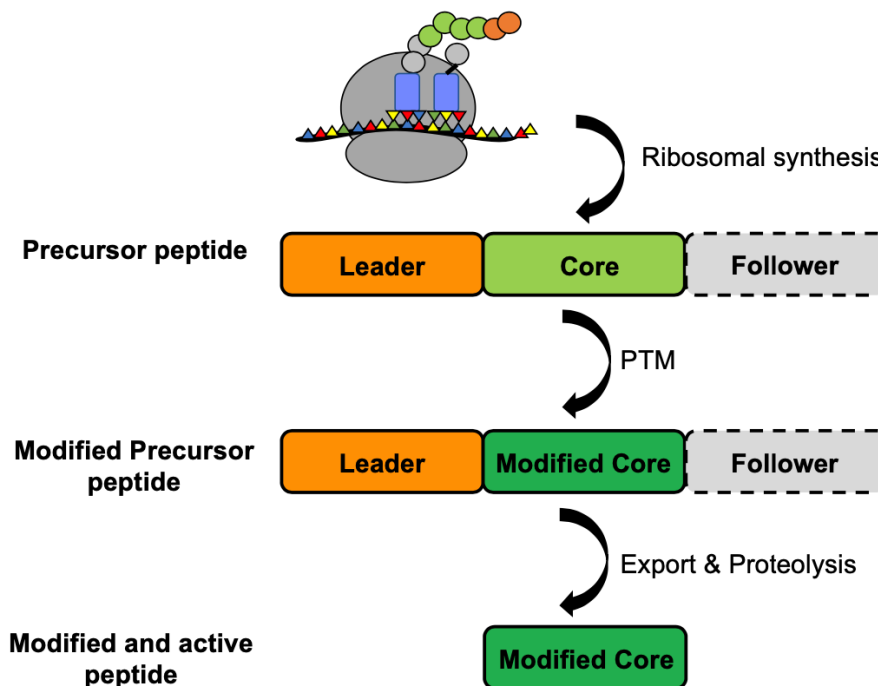 Ribosomal synthesis
Precursor peptide
Leader
Core
Follower
PTM
Modified Precursor
peptide
Leader
Modified Core
Follower
Export & Proteolysis
Modified and active
peptide
Modified Core